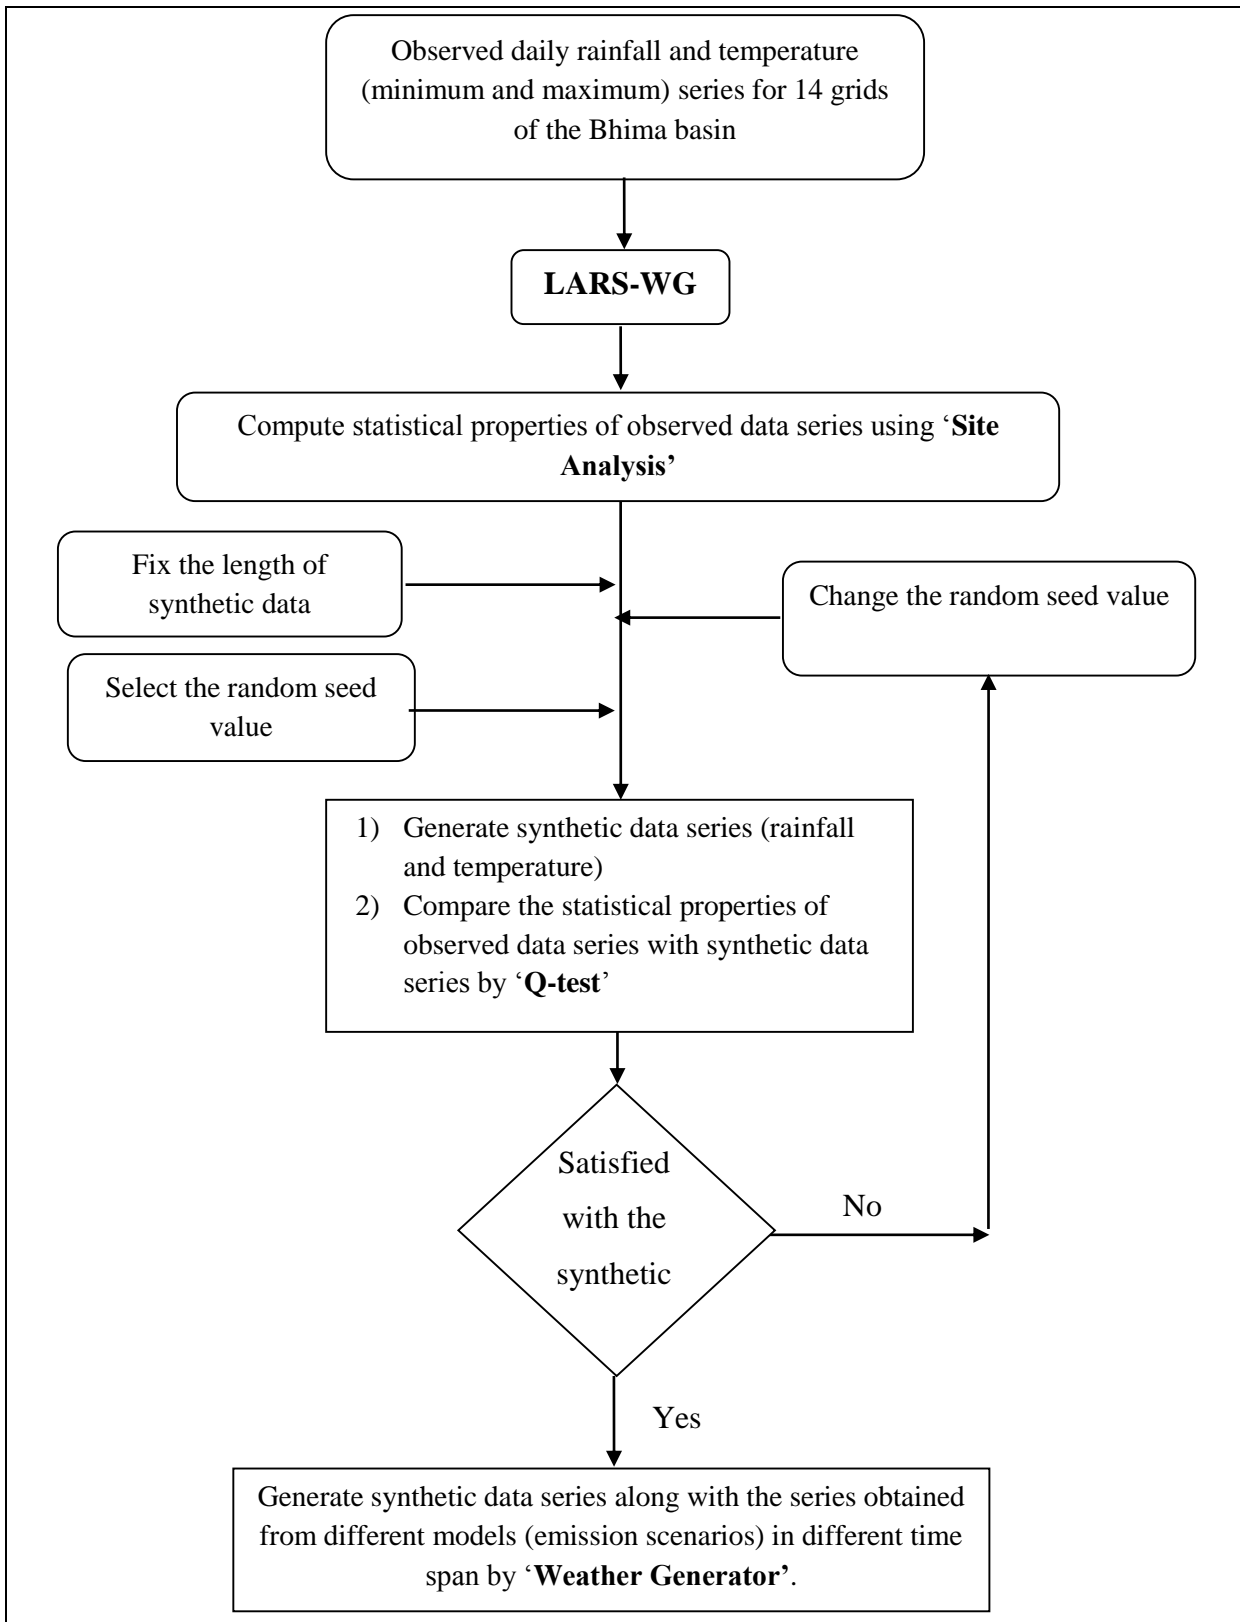 Observed daily rainfall and temperature
(minimum and maximum) series for 14 grids
of the Bhima basin
LARS-WG
Compute statistical properties of observed data series using ‘Site
Analysis’
Fix the length of
synthetic data
Change the random seed value
Select the random seed
value
1) Generate synthetic data series (rainfall
and temperature)
2) Compare the statistical properties of
observed data series with synthetic data
series by ‘Q-test’
Satisfied
with the
synthetic
No
Yes
Generate synthetic data series along with the series obtained
from different models (emission scenarios) in different time
span by ‘Weather Generator’.